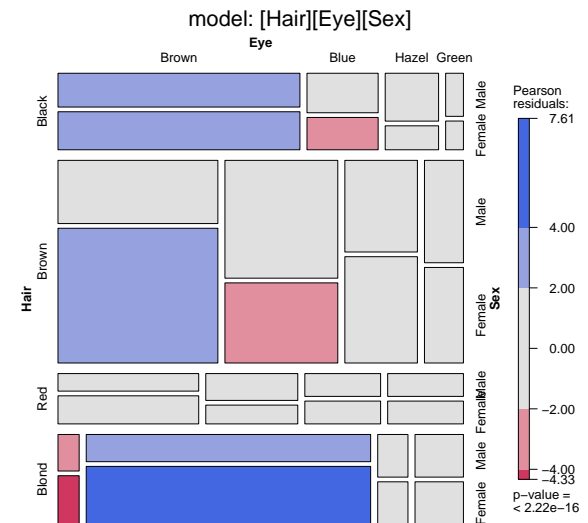 model: [Hair][Eye][Sex]
Eye
Brown Blue Hazel Green
Hair
Black
Brown
Red
Blond
Male
Female
Male
Female
Male
Female
Male
Female
Sex
Pearson
residuals:
7.61
4.00
2.00
0.00
−2.00
−4.00
−4.33
p−value =
< 2.22e−16